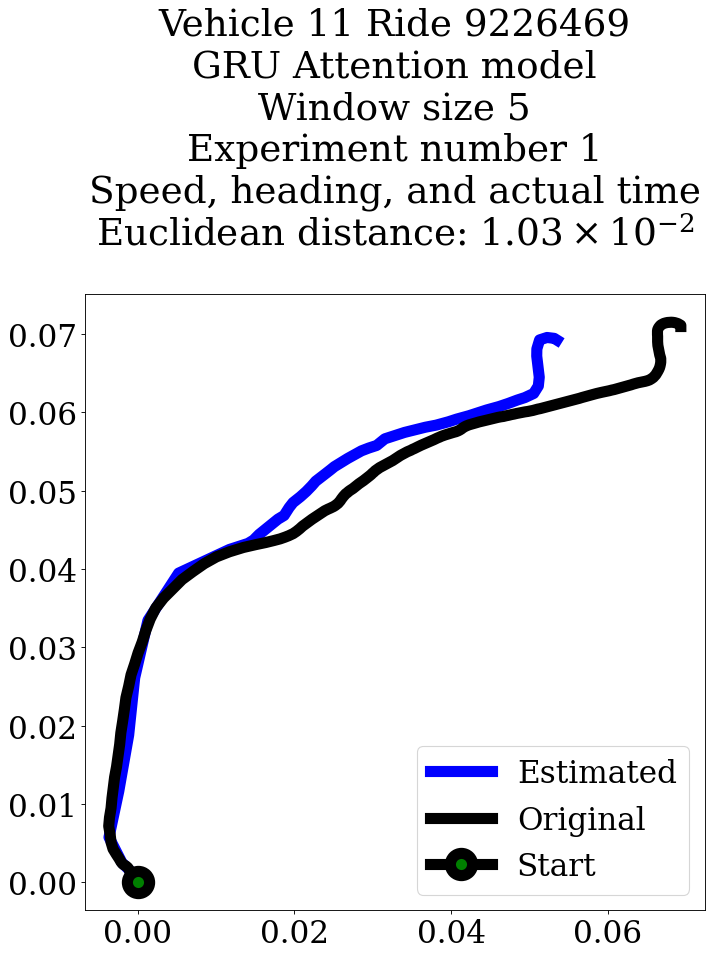 Vehicle 11 Ride 9226469
GRU Attention model
Window size 5
Experiment number 1
Speed, heading, and actual time
Euclidean distance: 1.03 × 10⁻²
0.07
0.06
0.05
0.04
0.03
0.02
0.01
0.00
Estimated
Original
Start
0.00 0.02 0.04 0.06